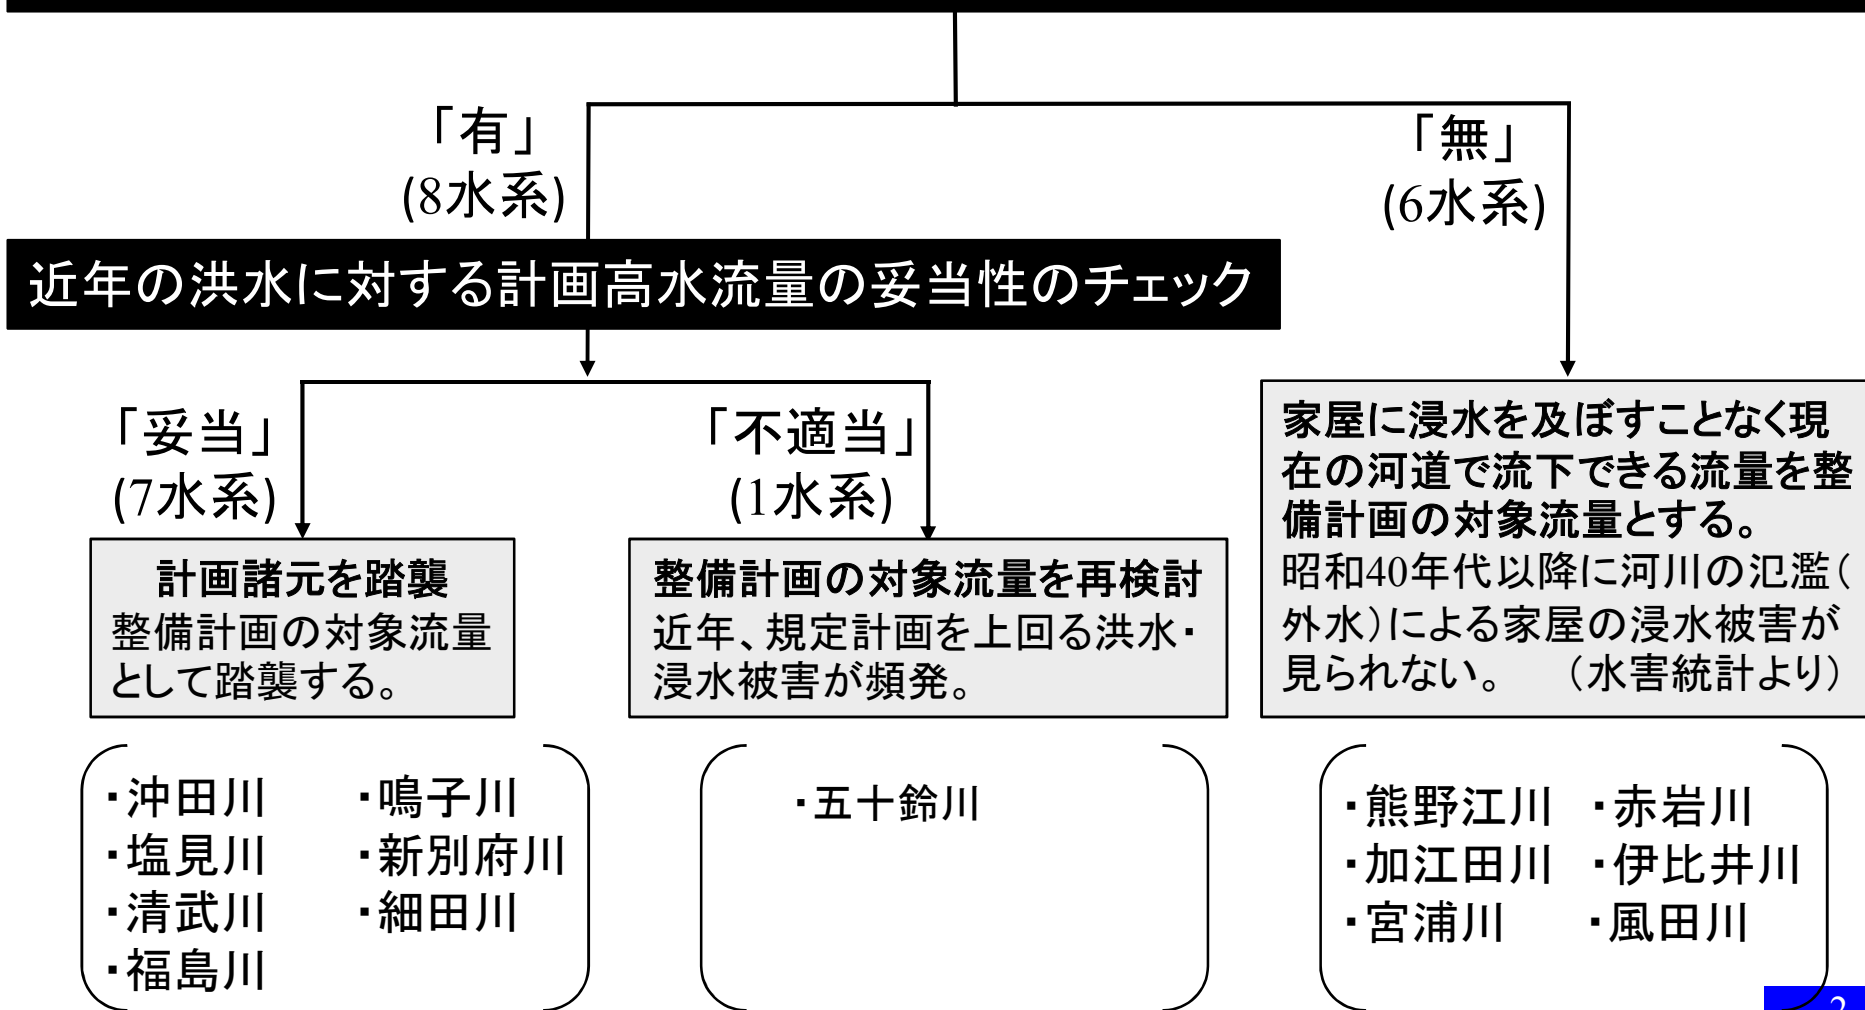 「有」
(8水系)
「無」
(6水系)
近年の洪水に対する計画高水流量の妥当性のチェック
「妥当」
(7水系)
「不適当」
(1水系)
計画諸元を踏襲
整備計画の対象流量
として踏襲する。
整備計画の対象流量を再検討
近年、規定計画を上回る洪水・
浸水被害が頻発。
家屋に浸水を及ぼすことなく現
在の河道で流下できる流量を整
備計画の対象流量とする。
昭和40年代以降に河川の氾濫(
外水)による家屋の浸水被害が
見られない。　（水害統計より）
・沖田川　・鳴子川
・塩見川　・新別府川
・清武川　・細田川
・福島川
・五十鈴川
・熊野江川　・赤岩川
・加江田川　・伊比井川
・宮浦川　・風田川